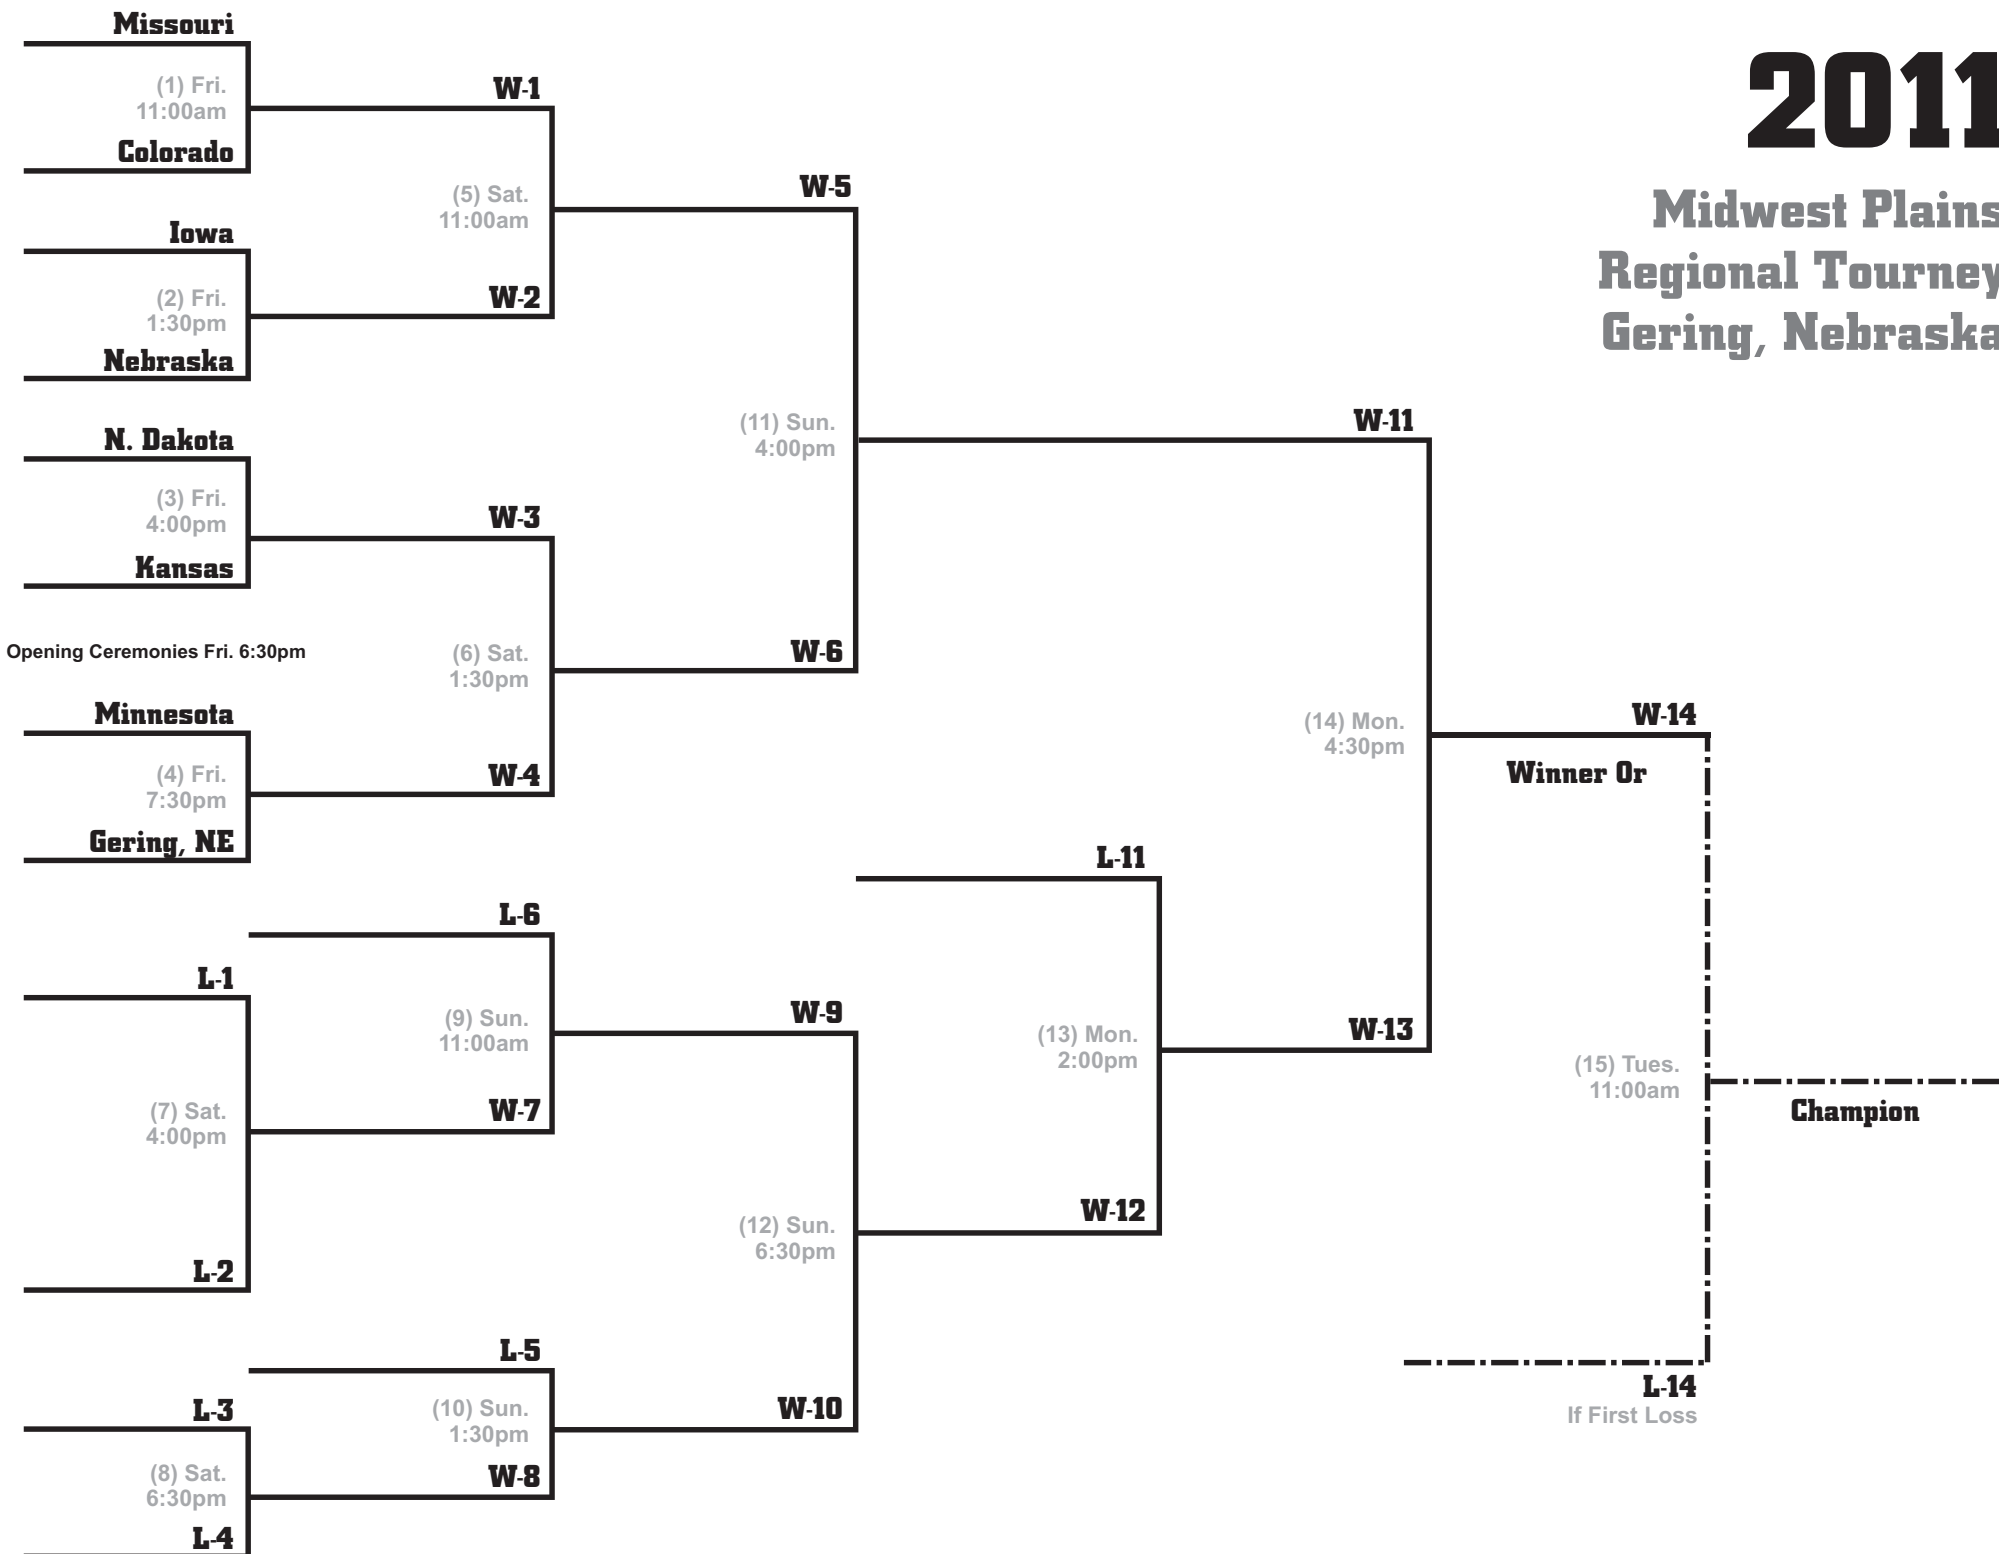 2011
Midwest Plains
Regional Tourney
Gering, Nebraska
Missouri
(1) Fri.
11:00am
Colorado
Iowa
(2) Fri.
1:30pm
Nebraska
N. Dakota
(3) Fri.
4:00pm
Kansas
Opening Ceremonies Fri. 6:30pm
Minnesota
(4) Fri.
7:30pm
Gering, NE
L-1
(7) Sat.
4:00pm
L-2
L-3
(8) Sat.
6:30pm
L-4
W-1
(5) Sat.
11:00am
W-2
W-3
(6) Sat.
1:30pm
W-4
L-6
(9) Sun.
11:00am
W-7
L-5
(10) Sun.
1:30pm
W-8
W-5
(11) Sun.
4:00pm
W-6
W-9
(12) Sun.
6:30pm
W-10
L-11
(13) Mon.
2:00pm
W-12
W-11
(14) Mon.
4:30pm
W-13
W-14
Winner Or
(15) Tues.
11:00am
L-14
If First Loss
Champion